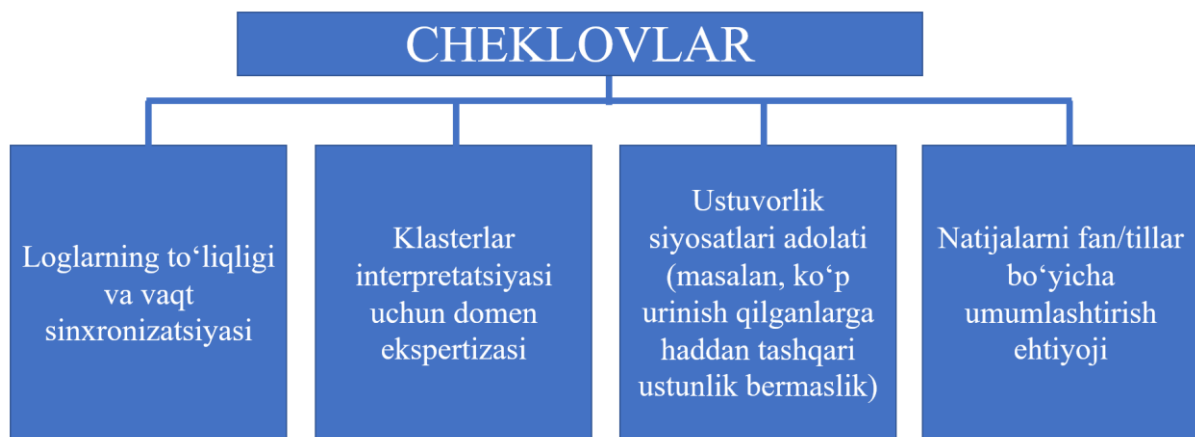 CHEKLOVLAR
Loglarning to‘liqligi
va vaqt
sinxronizatsiyasi
Klasterlar
interpretatsiyasi
uchun domen
ekspertizasi
Ustuvorlik
siyosatlari adolati
(masalan, ko‘p
urinish qilganlarga
haddan tashqari
ustunlik bermaslik)
Natijalarni fan/tillar
bo‘yicha
umumlashtirish
ehtiyoji